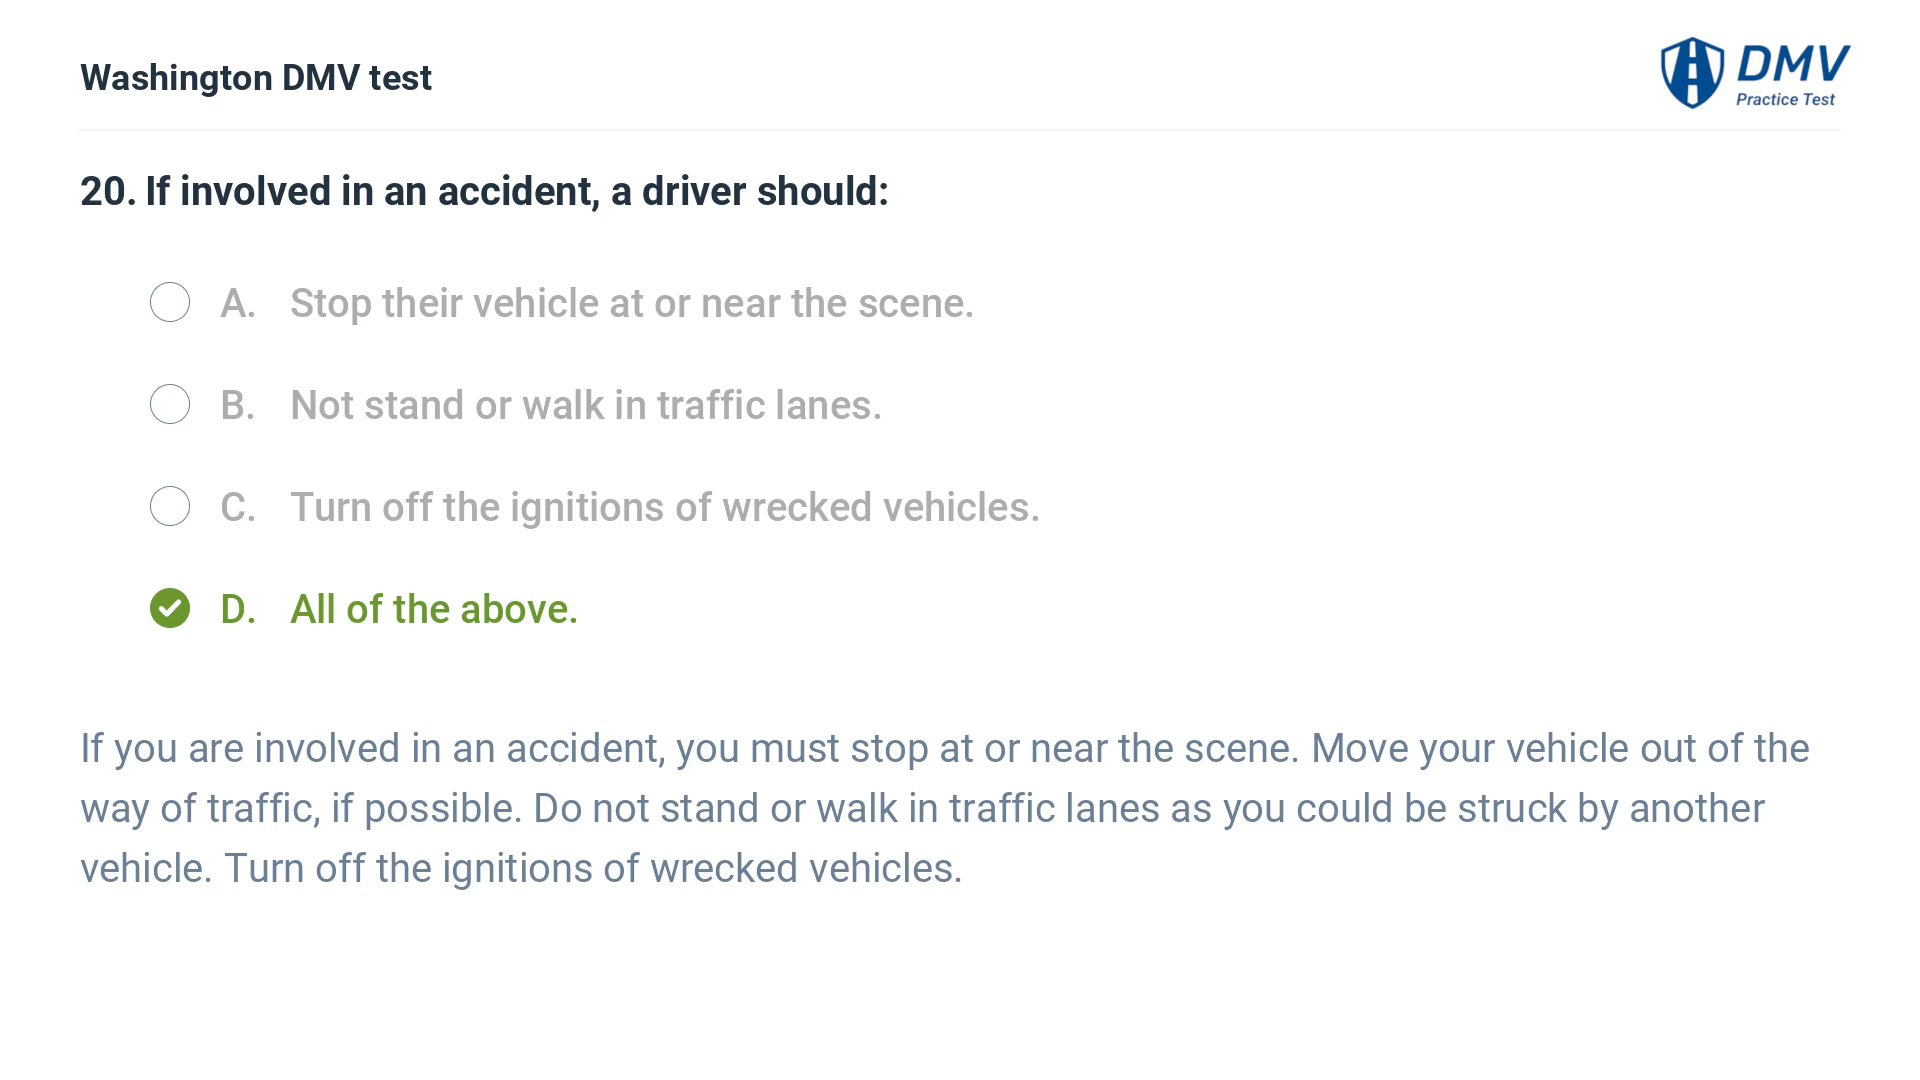 Washington DMV test
DMV
Practice Test
20. If involved in an accident, a driver should:
A. Stop their vehicle at or near the scene.
B. Not stand or walk in traffic lanes.
C. Turn off the ignitions of wrecked vehicles.
D. All of the above.
If you are involved in an accident, you must stop at or near the scene. Move your vehicle out of the
way of traffic, if possible. Do not stand or walk in traffic lanes as you could be struck by another
vehicle. Turn off the ignitions of wrecked vehicles.